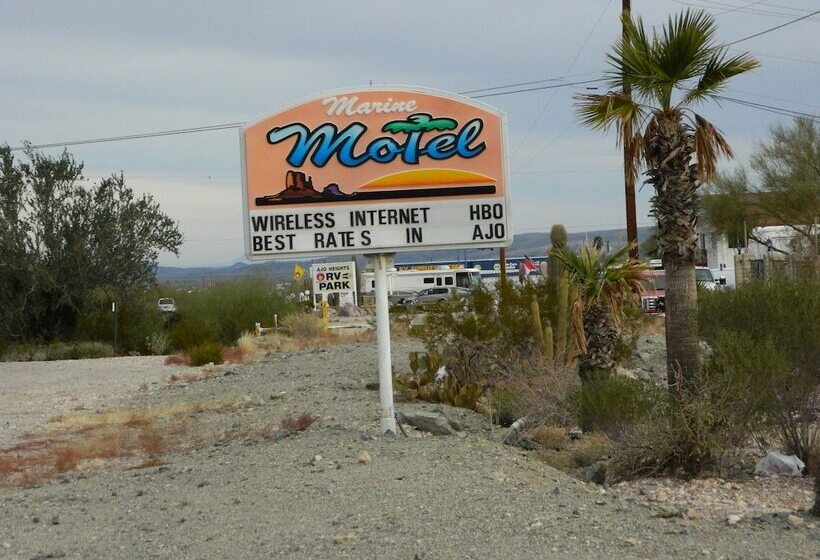 Marine
Motel
WIRELESS INTERNET HBO
BEST RATES IN AJO
AJO HEIGHTS
RV
PARK